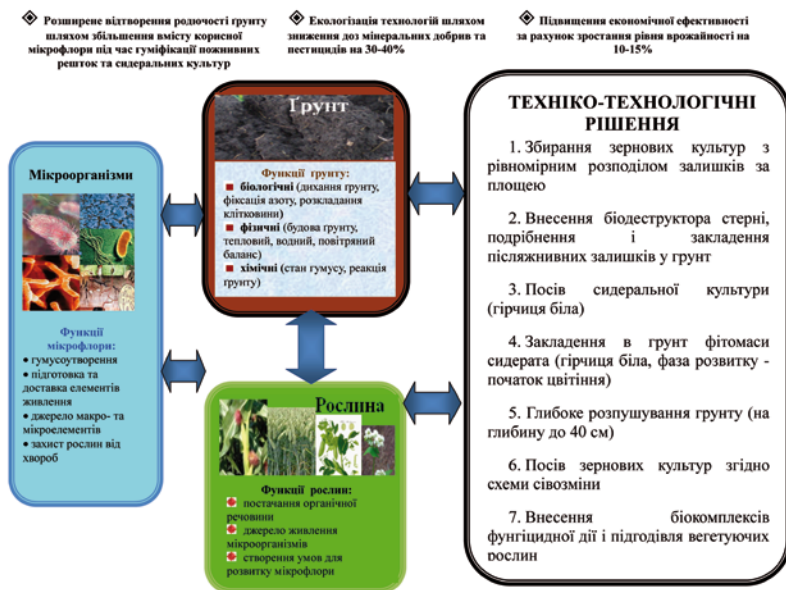 Розширене відтворення родючості ґрунту
шляхом збільшення вмісту корисної
мікрофлори під час гуміфікації пожнивних
решток та сидеральних культур
Екологізація технологій шляхом
зниження доз мінеральних добрив та
пестицидів на 30-40%
Підвищення економічної ефективності
за рахунок зростання рівня врожайності на
10-15%
Мікроорганізми
Функції
мікрофлори:
● гумусоутворення
● підготовка та
доставка елементів
живлення
● джерело макро- та
мікроелементів
● захист рослин від
хвороб
Ґрунт
Функції ґрунту:
біологічні (дихання ґрунту,
фіксація азоту, розкладання
клітковини)
фізичні (будова ґрунту,
тепловий, водний, повітряний
баланс)
хімічні (стан гумусу, реакція
ґрунту)
Рослина
Функції рослин:
постачання органічної
речовини
джерело живлення
мікроорганізмів
створення умов для
розвитку мікрофлори
ТЕХНІКО-ТЕХНОЛОГІЧНІ
РІШЕННЯ
1. Збирання зернових культур з
рівномірним розподілом залишків за
площею
2. Внесення біодеструктора стерні,
подрібнення і закладення
післяжнивних залишків у грунт
3. Посів сидеральної культури
(гірчиця біла)
4. Закладення в грунт фітомаси
сидерата (гірчиця біла, фаза розвитку -
початок цвітіння)
5. Глибоке розпушування грунту (на
глибину до 40 см)
6. Посів зернових культур згідно
схеми сівозміни
7. Внесення біокомплексів
фунгіцидної дії і підгодівля вегетуючих
рослин